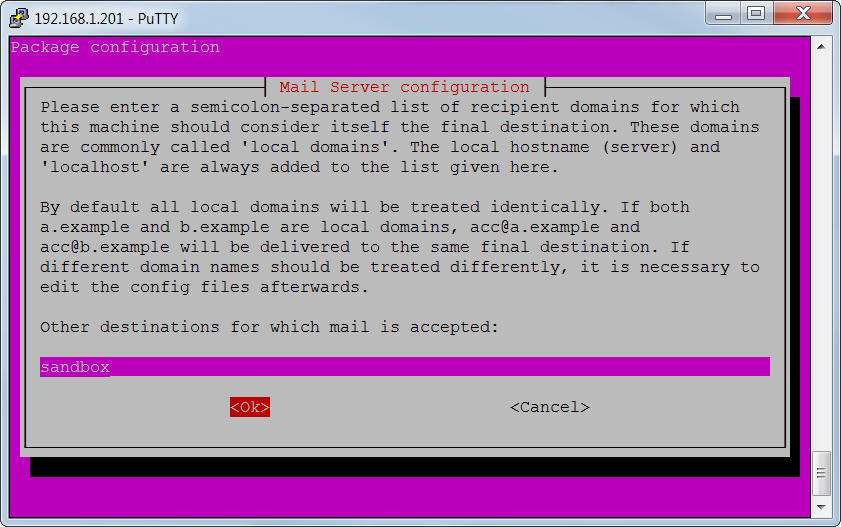 192.168.1.201 - PuTTY
Package configuration
Mail Server configuration
Please enter a semicolon-separated list of recipient domains for which
this machine should consider itself the final destination. These domains
are commonly called 'local domains'. The local hostname (server) and
'localhost' are always added to the list given here.
By default all local domains will be treated identically. If both
a.example and b.example are local domains, acc@a.example and
acc@b.example will be delivered to the same final destination. If
different domain names should be treated differently, it is necessary to
edit the config files afterwards.
Other destinations for which mail is accepted:
sandbox
<Ok> <Cancel>